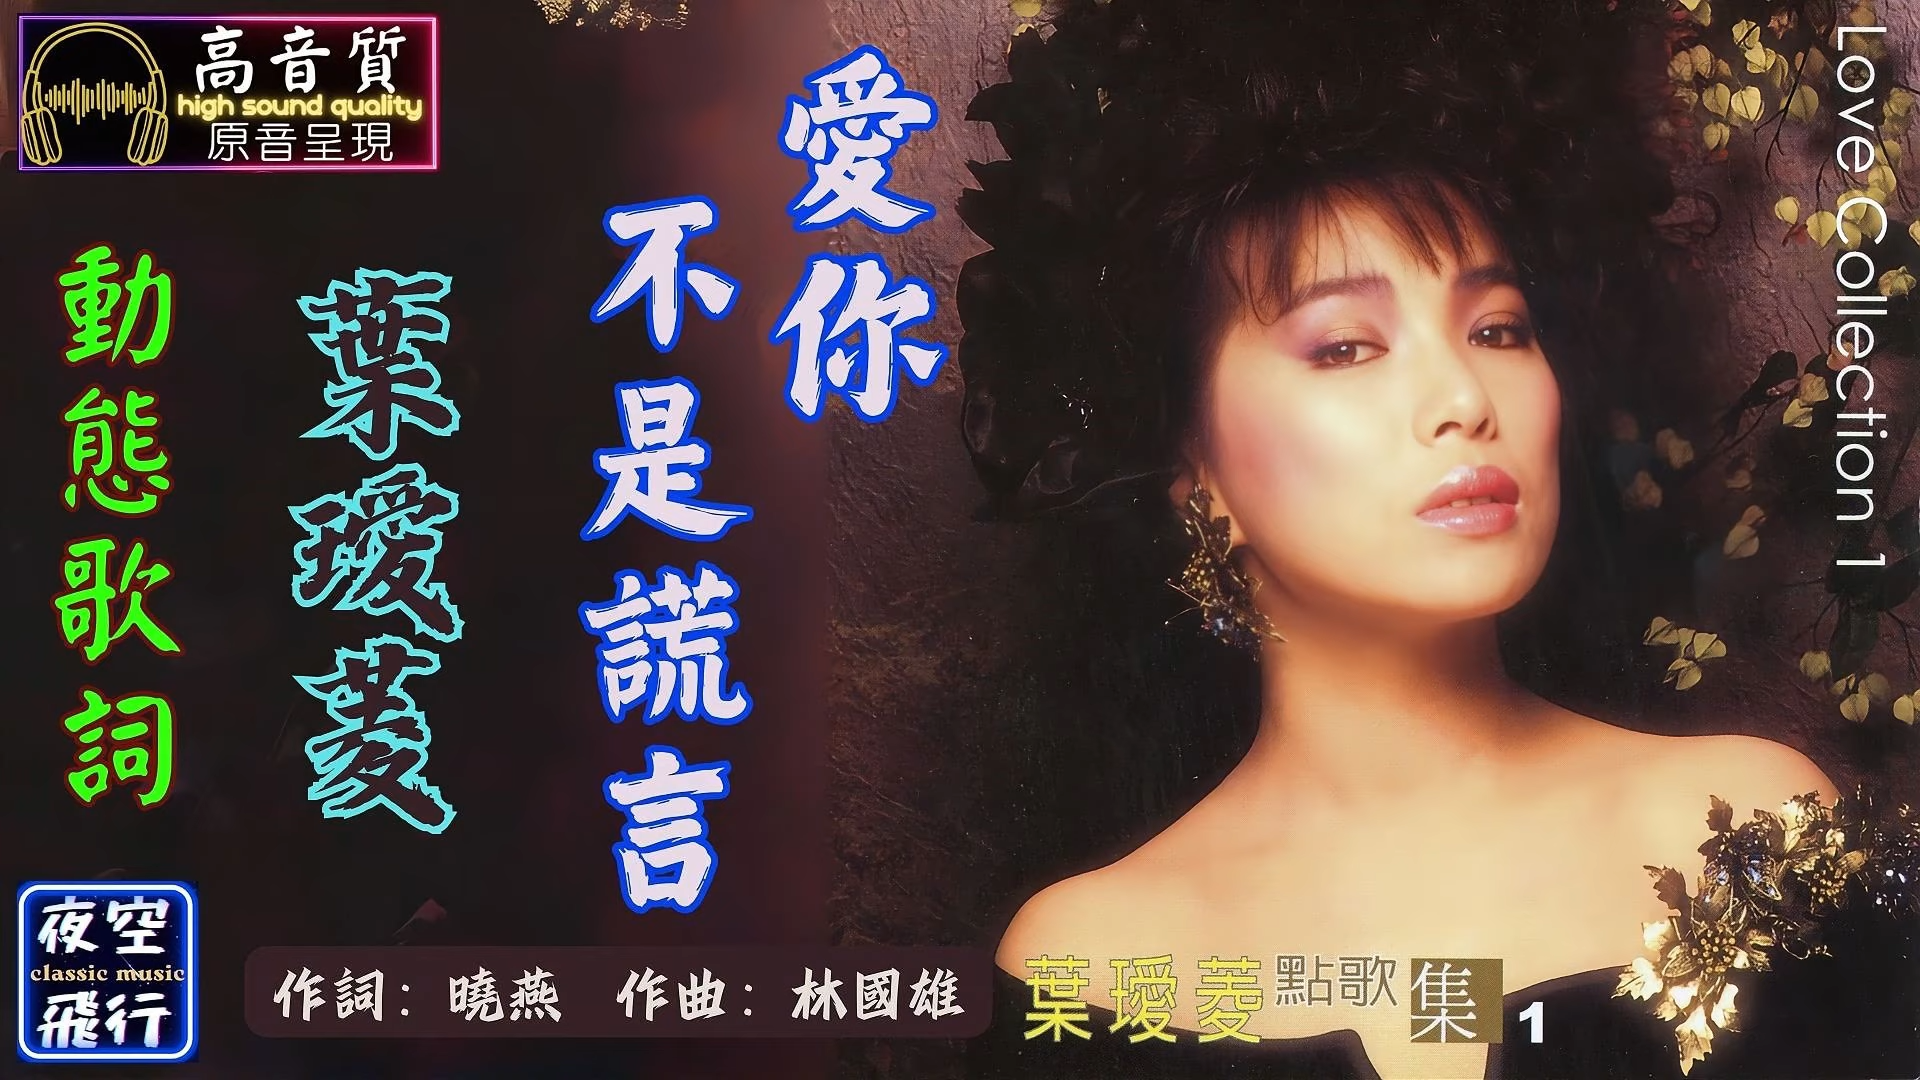 高音質
high sound quality
原音呈現
愛你
不是謊言
葉璦菱
動態歌詞
夜空
classic music
飛行
作詞：曉燕 作曲：林國雄
葉璦菱點歌集 1
Love Collection 1